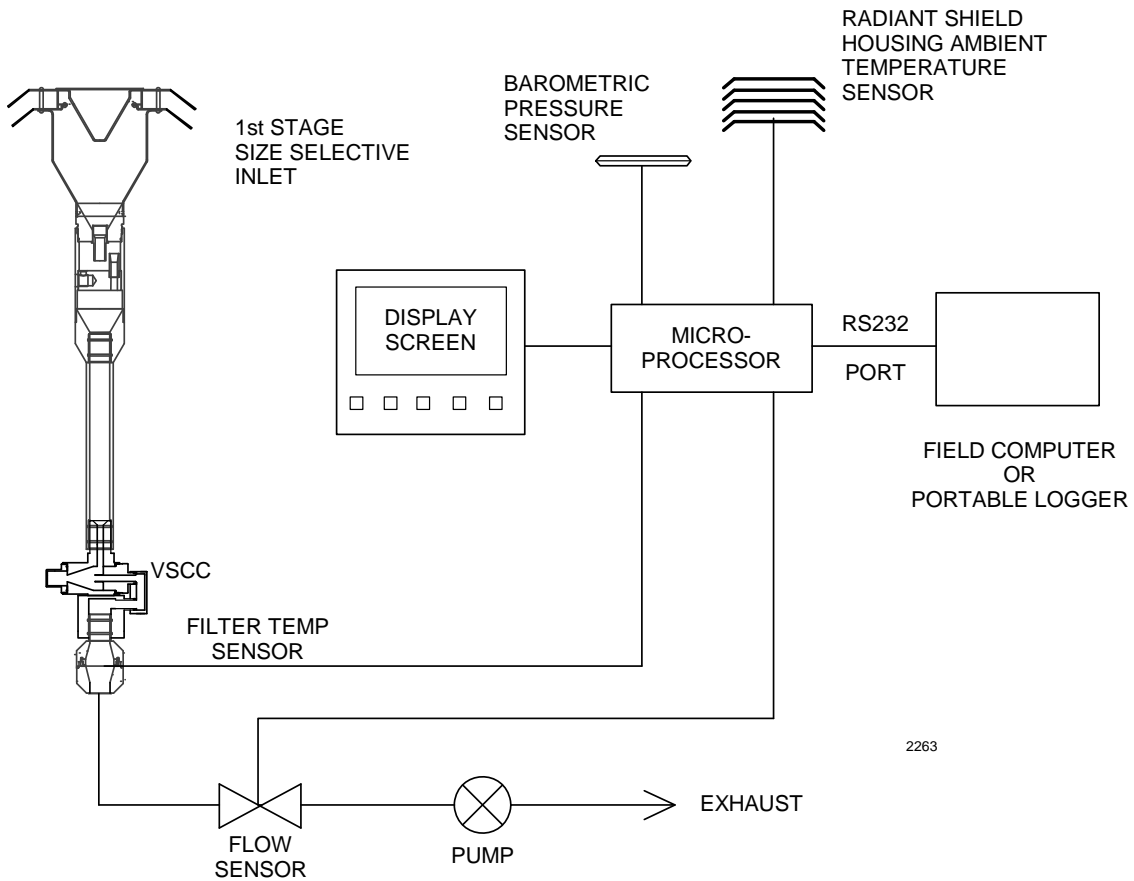 RADIANT SHIELD
HOUSING AMBIENT
TEMPERATURE
SENSOR
BAROMETRIC
PRESSURE
SENSOR
1st STAGE
SIZE SELECTIVE
INLET
DISPLAY
SCREEN
MICRO-
PROCESSOR
RS232
PORT
FIELD COMPUTER
OR
PORTABLE LOGGER
VSCC
FILTER TEMP
SENSOR
2263
EXHAUST
FLOW
SENSOR
PUMP